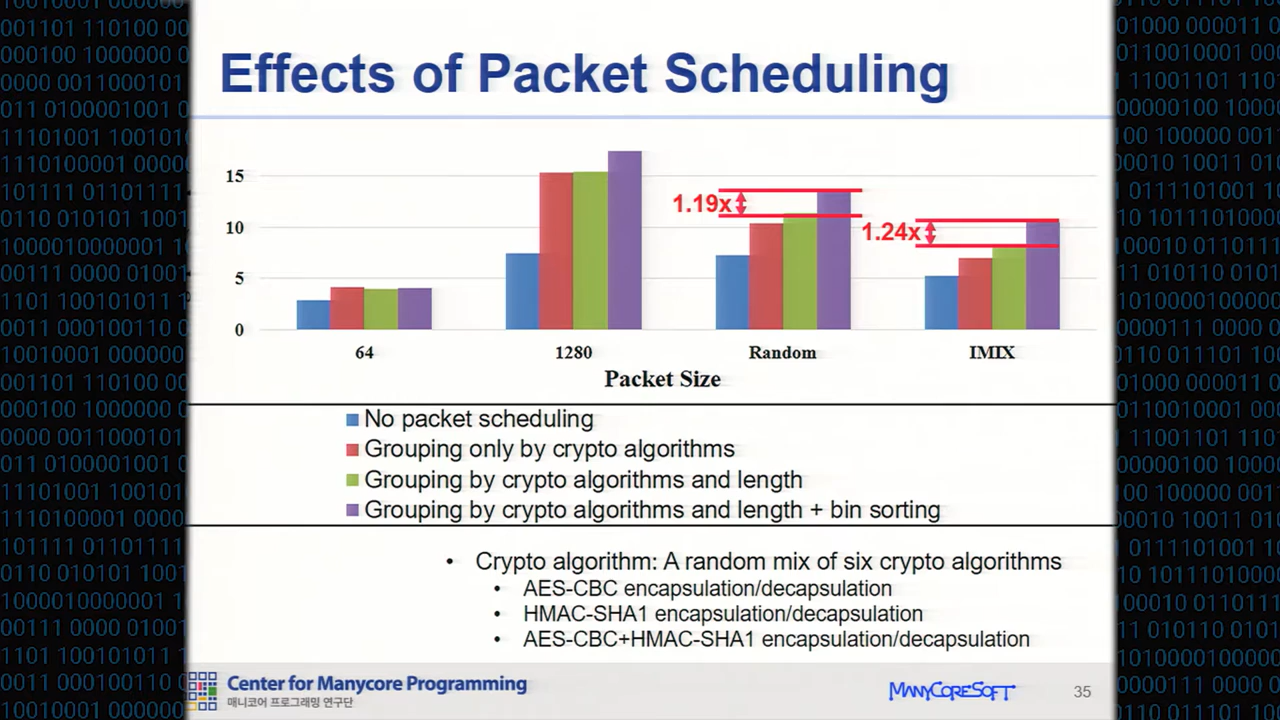 Effects of Packet Scheduling
15
10
5
0
1.19x
1.24x
64
1280
Random
IMIX
Packet Size
No packet scheduling
Grouping only by crypto algorithms
Grouping by crypto algorithms and length
Grouping by crypto algorithms and length + bin sorting
• Crypto algorithm: A random mix of six crypto algorithms
• AES-CBC encapsulation/decapsulation
• HMAC-SHA1 encapsulation/decapsulation
• AES-CBC+HMAC-SHA1 encapsulation/decapsulation
Center for Manycore Programming
매니코어 프로그래밍 연구단
MANYCORESOFT
35